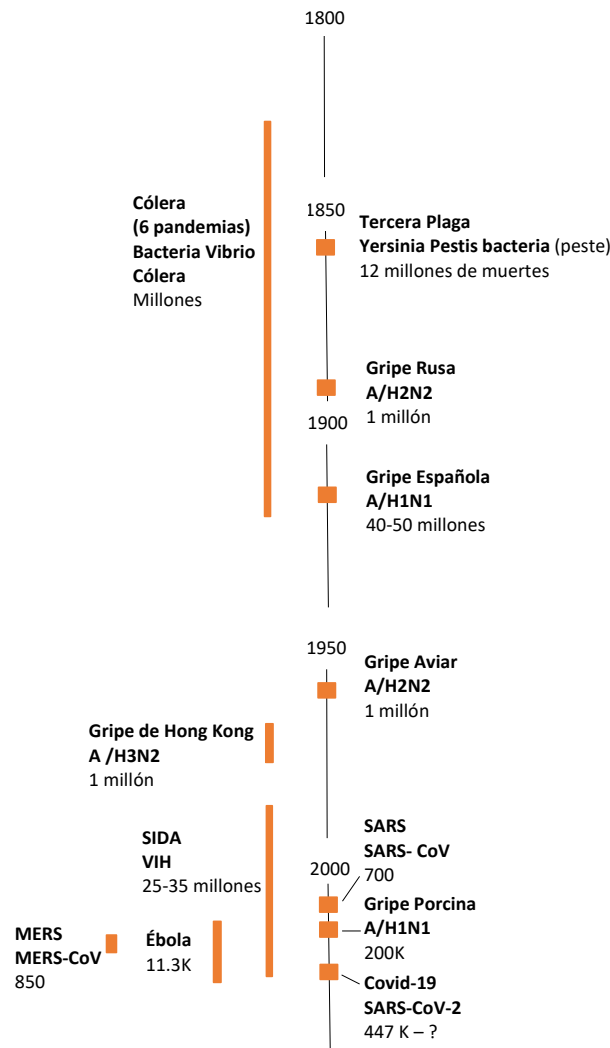 1800
Cólera
(6 pandemias)
Bacteria Vibrio
Cólera
Millones
1850
Tercera Plaga
Yersinia Pestis bacteria (peste)
12 millones de muertes
Gripe Rusa
A/H2N2
1 millón
1900
Gripe Española
A/H1N1
40-50 millones
1950
Gripe Aviar
A/H2N2
1 millón
Gripe de Hong Kong
A /H3N2
1 millón
SIDA
VIH
25-35 millones
2000
SARS
SARS- CoV
700
Gripe Porcina
A/H1N1
200K
MERS
MERS-CoV
850
Ébola
11.3K
Covid-19
SARS-CoV-2
447 K – ?